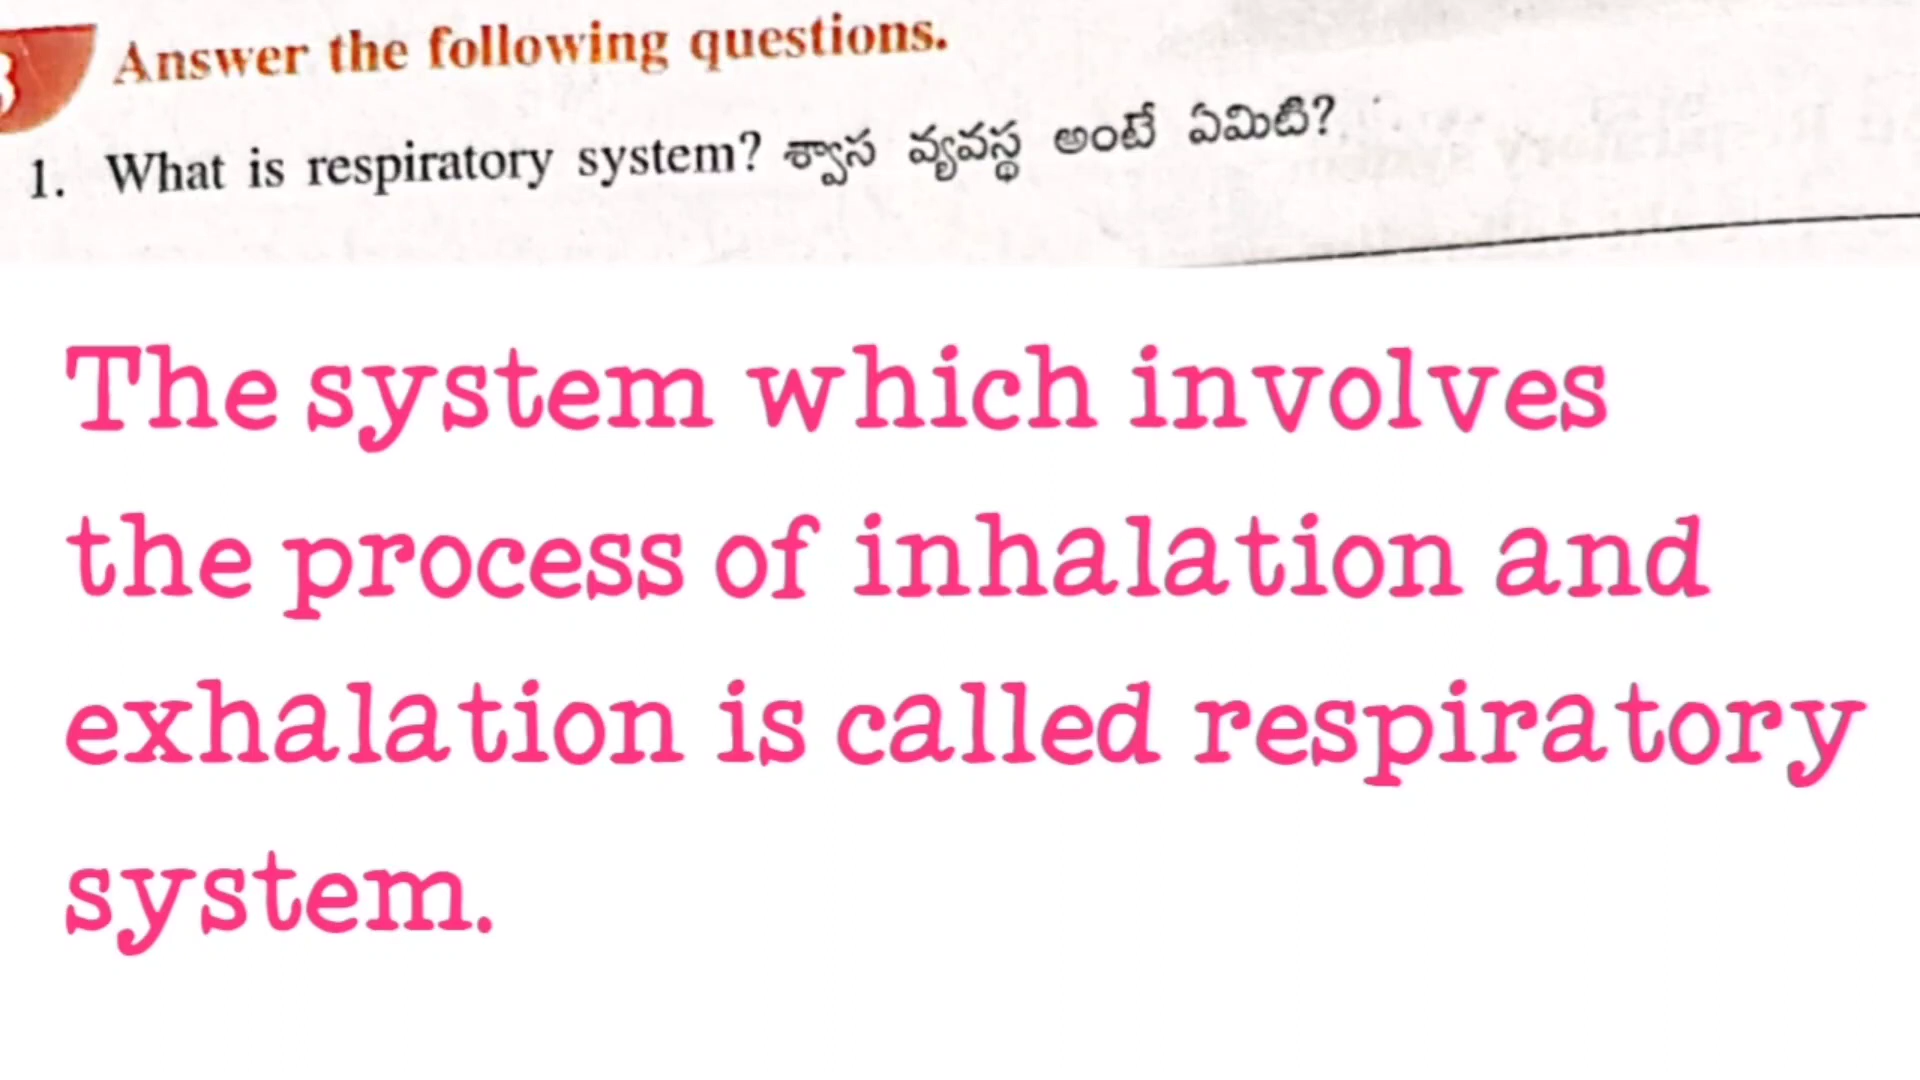 3 Answer the following questions.
1. What is respiratory system? శ్వాస వ్యవస్థ అంటే ఏమిటి?
The system which involves
the process of inhalation and
exhalation is called respiratory
system.